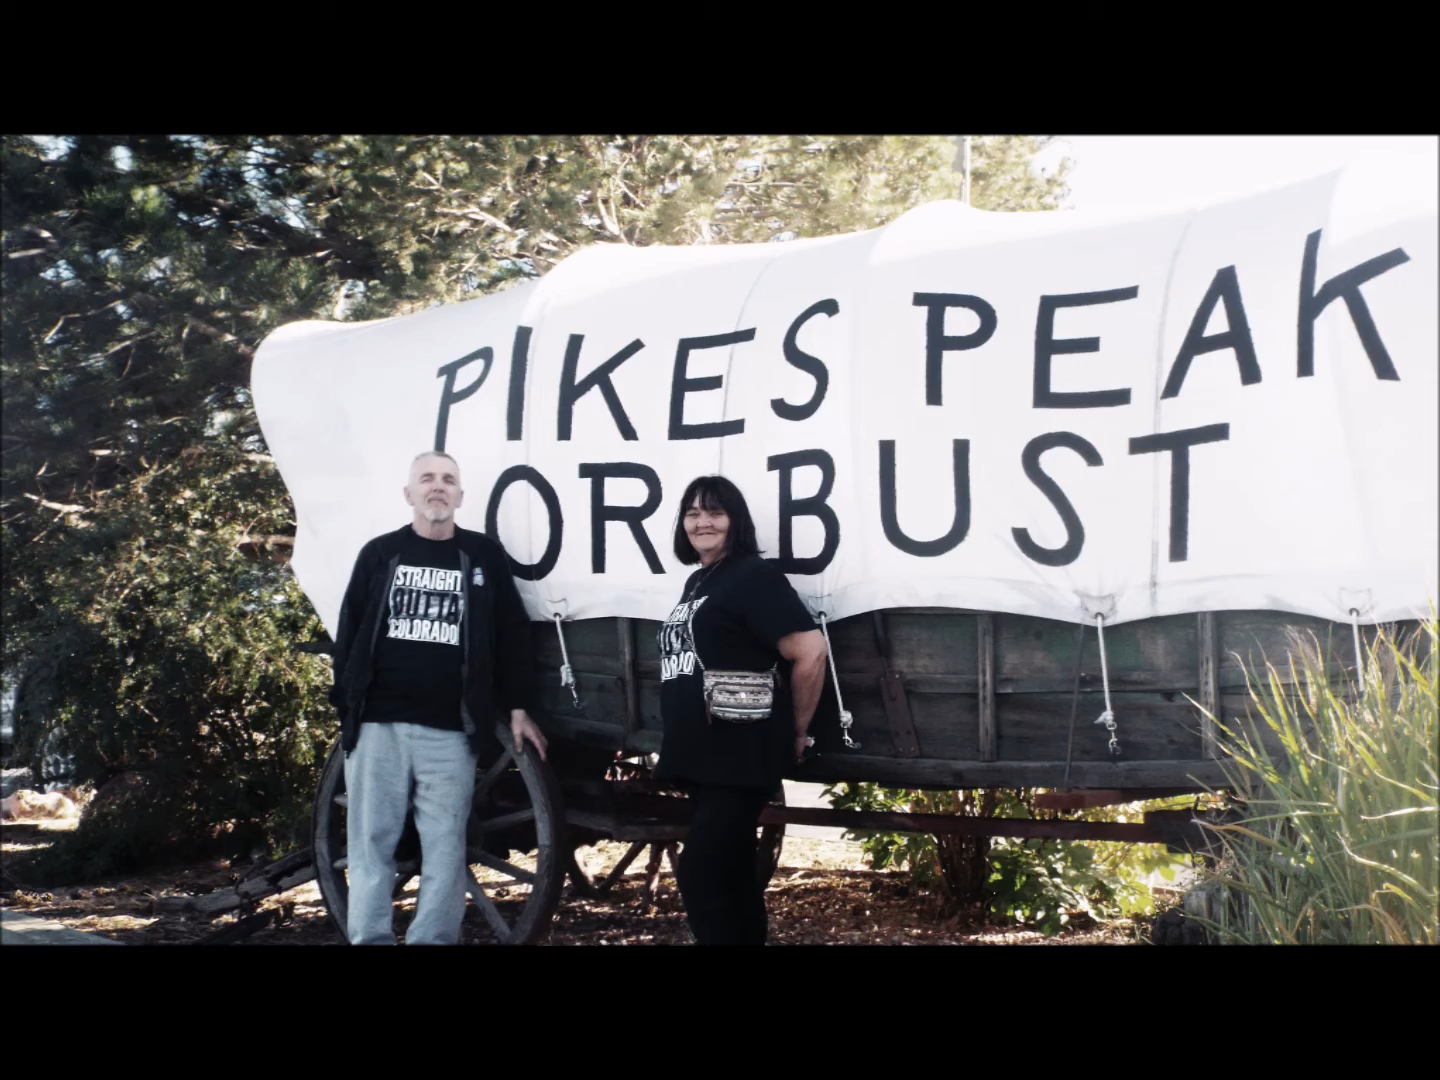 PIKES PEAK
OR BUST
STRAIGHT
OUTTA
COLORADO